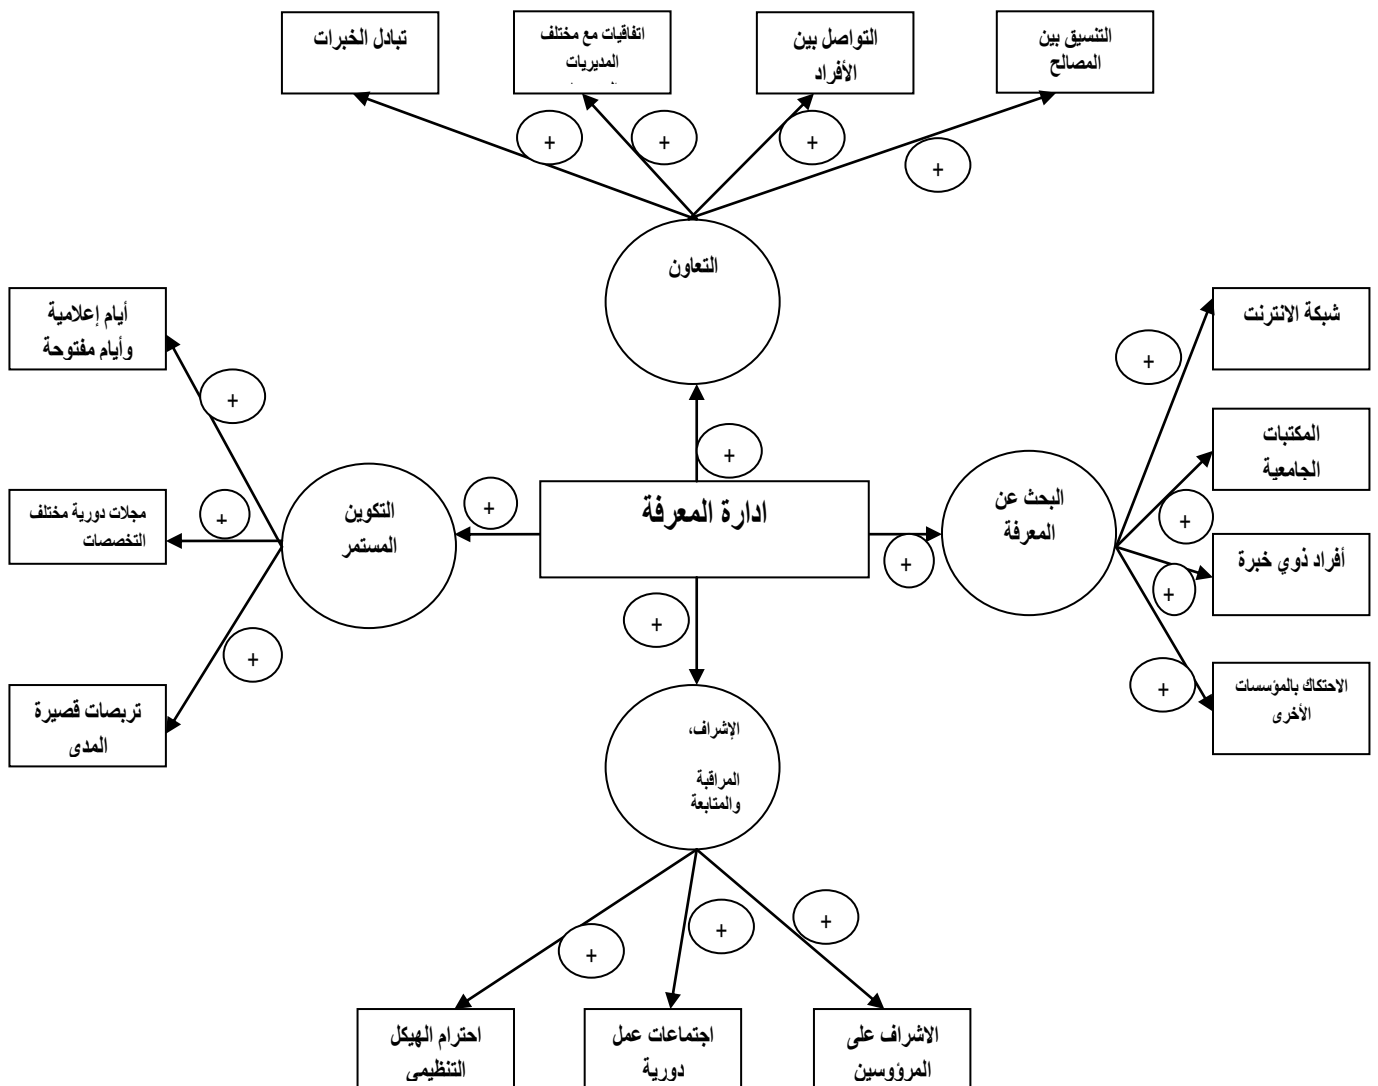 التنسيق بين
المصالح
التواصل بين
الأفراد
اتفاقيات مع مختلف
المديريات
تبادل الخبرات
+
+
+
+
التعاون
شبكة الانترنت
+
المكتبات
الجامعية
+
أفراد ذوي خبرة
+
الاحتكاك بالمؤسسات
الأخرى
+
البحث عن
المعرفة
+
+
ادارة المعرفة
+
+
التكوين
المستمر
أيام إعلامية
وأيام مفتوحة
+
مجلات دورية مختلف
التخصصات
+
تربصات قصيرة
المدى
+
الإشراف،
المراقبة
والمتابعة
+
+
+
الاشراف على
المرؤوسين
اجتماعات عمل
دورية
احترام الهيكل
التنظيمي